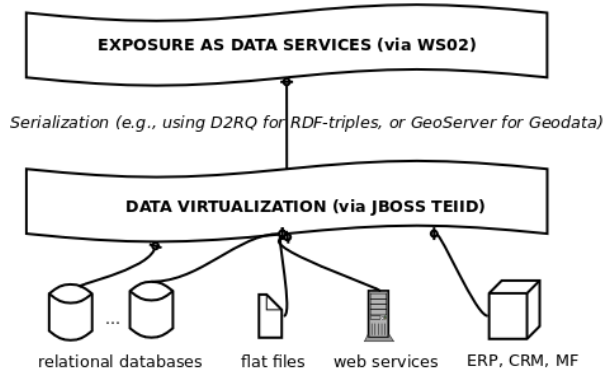 EXPOSURE AS DATA SERVICES (via WS02)
Serialization (e.g., using D2RQ for RDF-triples, or GeoServer for Geodata)
DATA VIRTUALIZATION (via JBOSS TEIID)
...
relational databases flat files web services ERP, CRM, MF